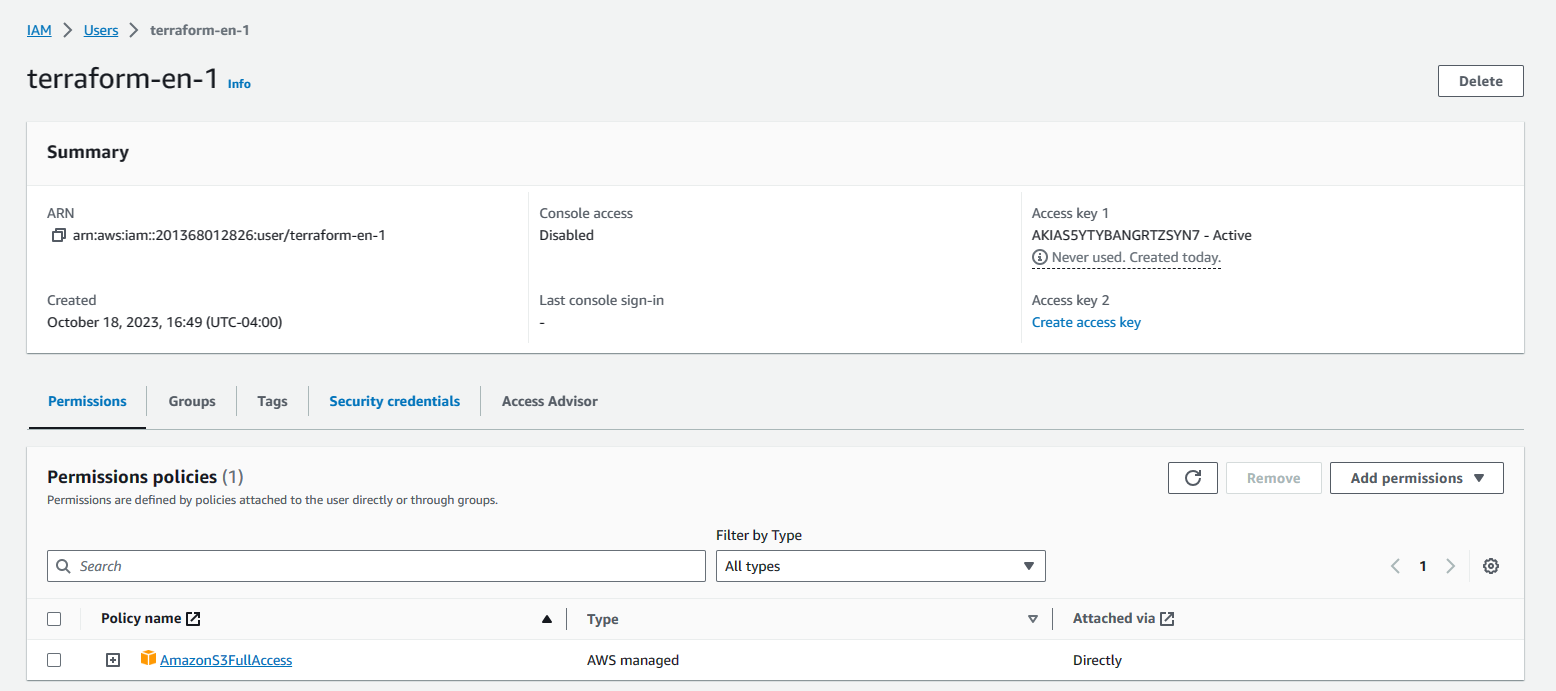 IAM > Users > terraform-en-1
terraform-en-1 Info
Delete
Summary
ARN
arn:aws:iam::201368012826:user/terraform-en-1
Created
October 18, 2023, 16:49 (UTC-04:00)
Console access
Disabled
Last console sign-in
-
Access key 1
AKIAS5YTYBANGRTZSYN7 - Active
Never used. Created today.
Access key 2
Create access key
Permissions Groups Tags Security credentials Access Advisor
Permissions policies (1)
Permissions are defined by policies attached to the user directly or through groups.
Remove Add permissions
Filter by Type
Search All types 1
Policy name Type Attached via
AmazonS3FullAccess AWS managed Directly